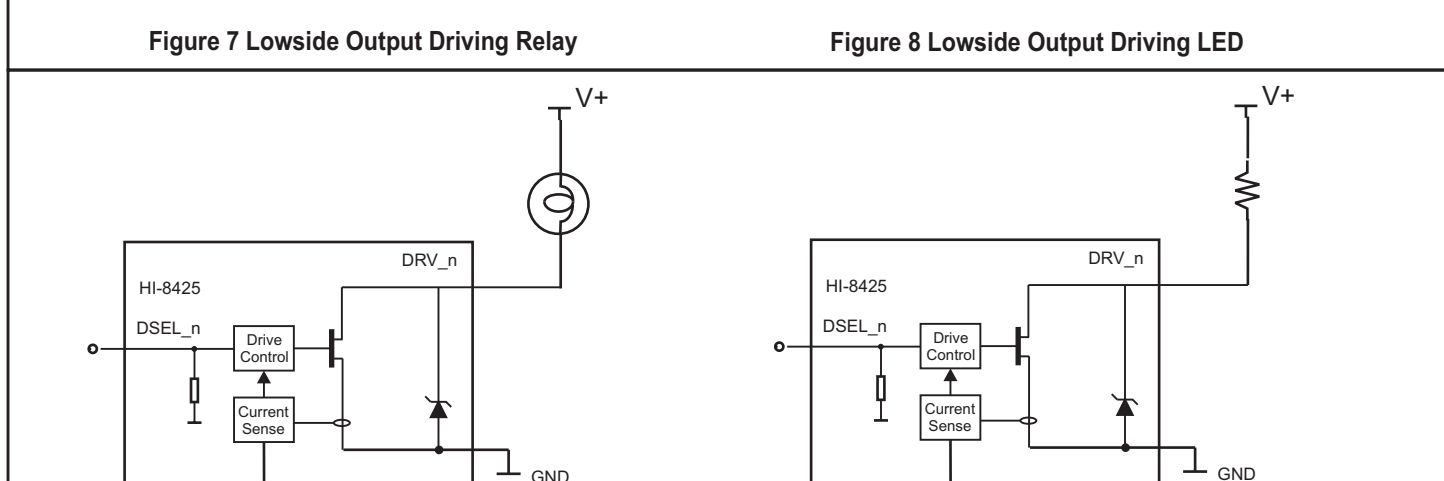 Figure 7 Lowside Output Driving Relay
Figure 8 Lowside Output Driving LED
V+
DRV_n
HI-8425
DSEL_n
Drive
Control
Current
Sense
GND
V+
DRV_n
HI-8425
DSEL_n
Drive
Control
Current
Sense
GND